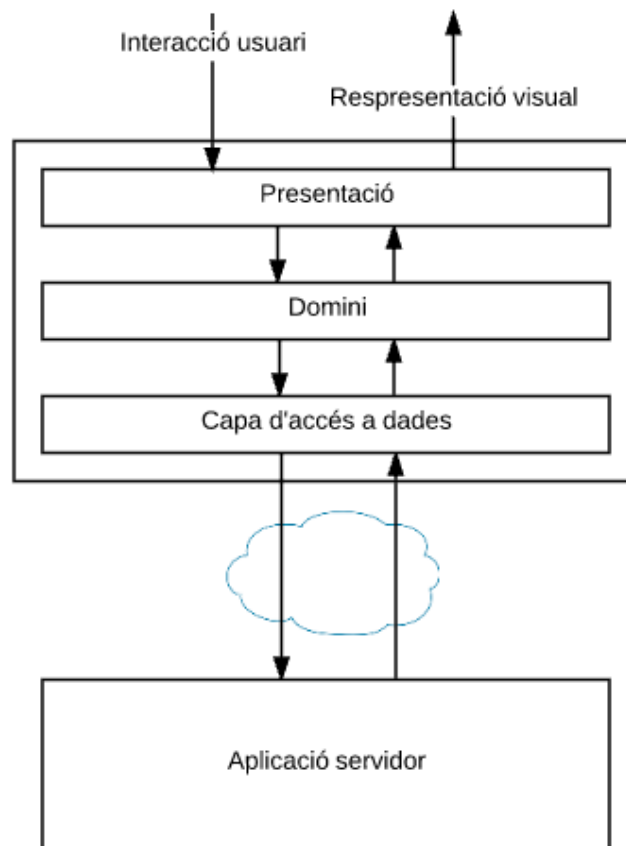 Interacció usuari
Respresentació visual
Presentació
Domini
Capa d'accés a dades
Aplicació servidor